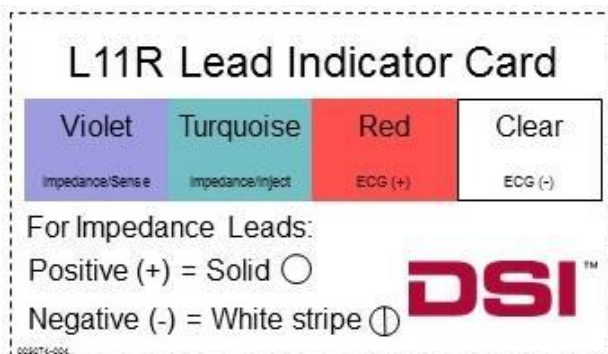 L11R Lead Indicator Card
Violet Turquoise Red Clear
Impedance/Sense Impedance/Inject ECG (+) ECG (-)
For Impedance Leads:
Positive (+) = Solid
Negative (-) = White stripe
DSI™